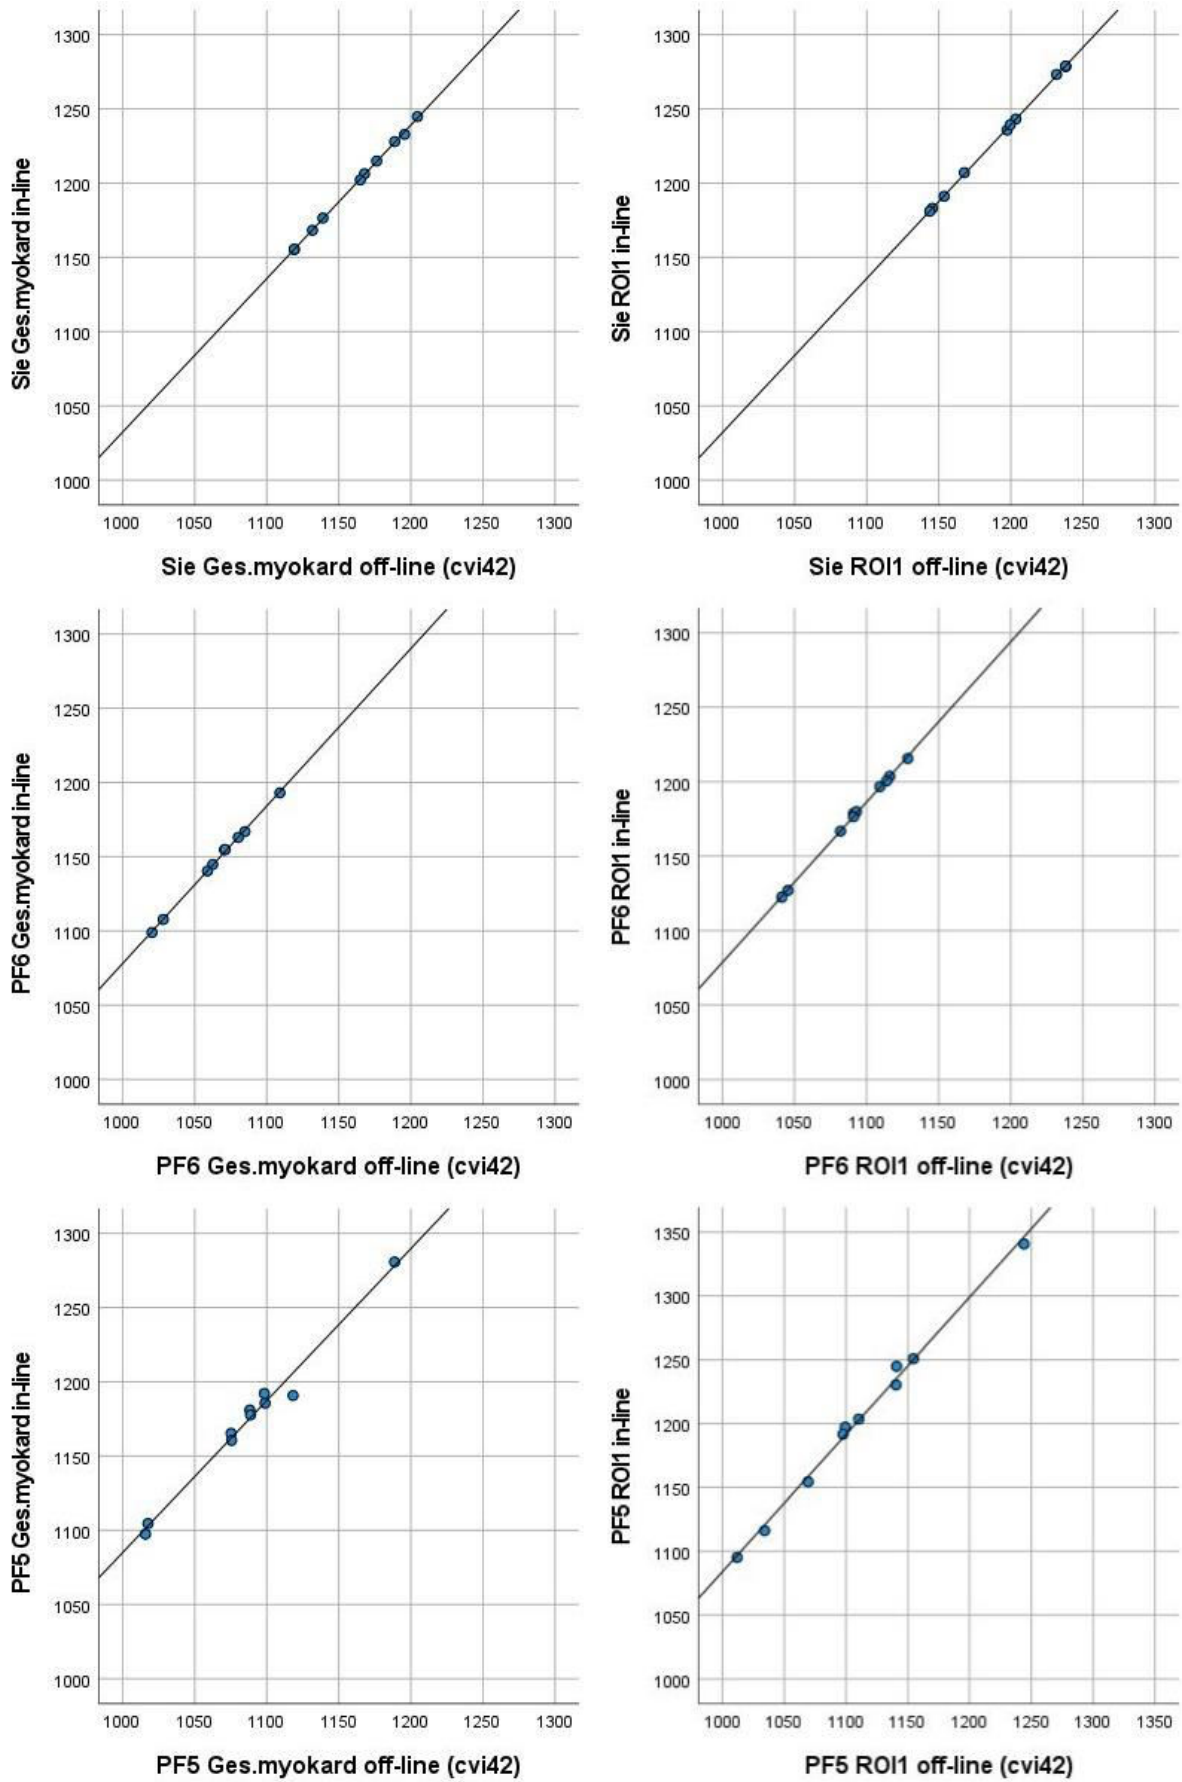 Sie Ges.myokard in-line
1300
1250
1200
1150
1100
1050
1000
1000 1050 1100 1150 1200 1250 1300
Sie Ges.myokard off-line (cvi42)
Sie ROI1 in-line
1300
1250
1200
1150
1100
1050
1000
1000 1050 1100 1150 1200 1250 1300
Sie ROI1 off-line (cvi42)
PF6 Ges.myokard in-line
1300
1250
1200
1150
1100
1050
1000
1000 1050 1100 1150 1200 1250 1300
PF6 Ges.myokard off-line (cvi42)
PF6 ROI1 in-line
1300
1250
1200
1150
1100
1050
1000
1000 1050 1100 1150 1200 1250 1300
PF6 ROI1 off-line (cvi42)
PF5 Ges.myokard in-line
1300
1250
1200
1150
1100
1050
1000
1000 1050 1100 1150 1200 1250 1300
PF5 Ges.myokard off-line (cvi42)
PF5 ROI1 in-line
1350
1300
1250
1200
1150
1100
1050
1000
1000 1050 1100 1150 1200 1250 1300 1350
PF5 ROI1 off-line (cvi42)